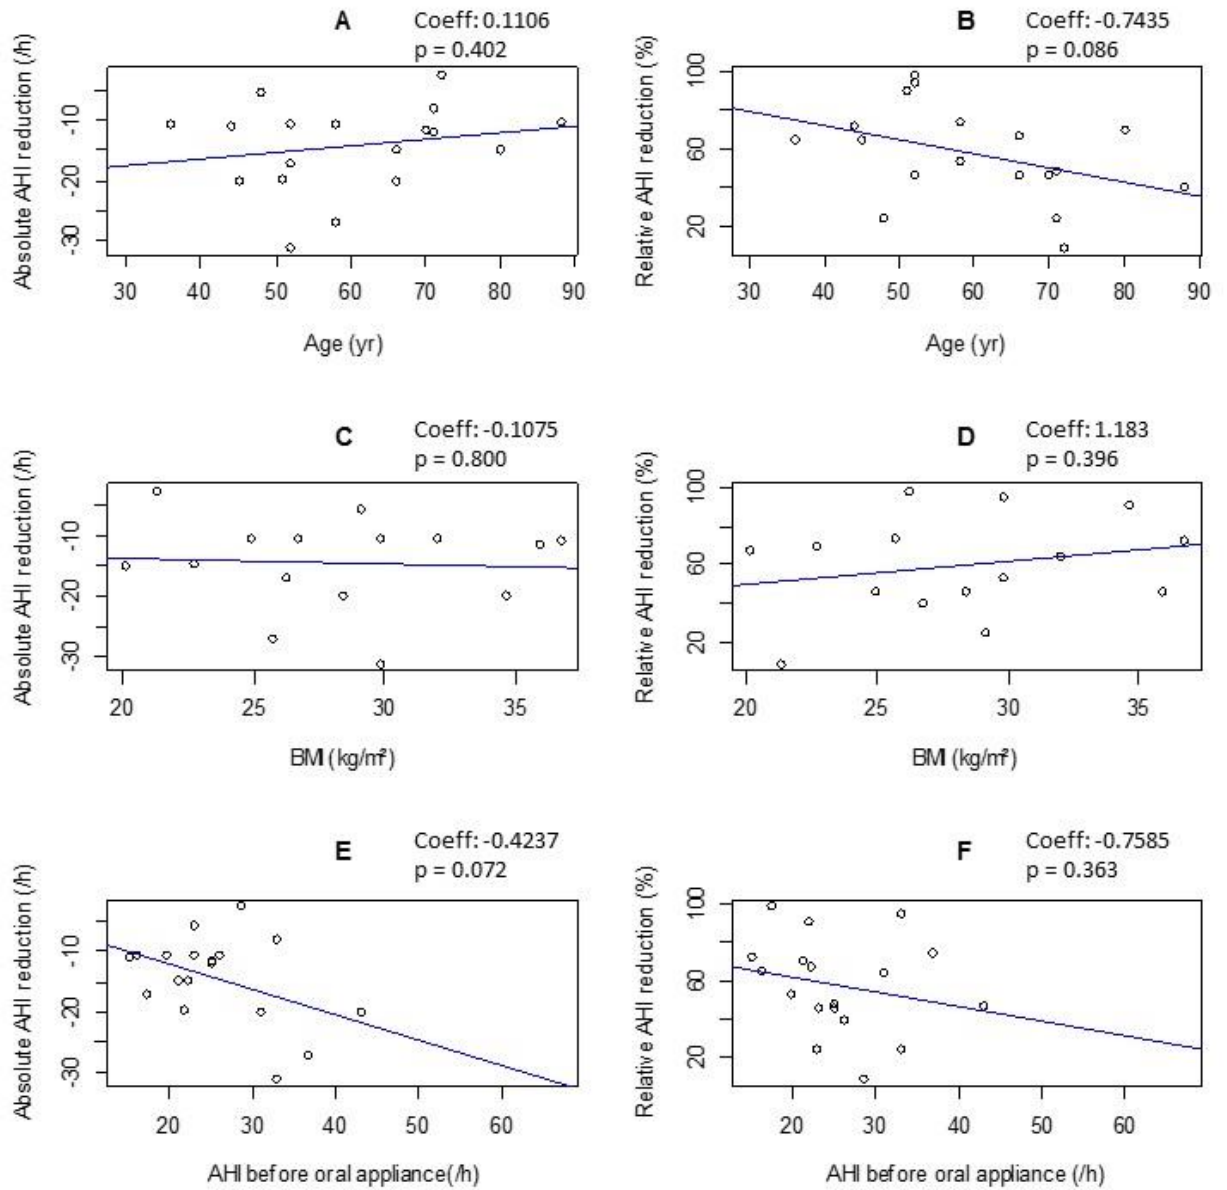 A
Coeff: 0.1106
p = 0.402
Absolute AHI reduction (/h)
-10
-20
-30
30 40 50 60 70 80 90
Age (yr)
B
Coeff: -0.7435
p = 0.086
Relative AHI reduction (%)
100
60
20
30 40 50 60 70 80 90
Age (yr)
C
Coeff: -0.1075
p = 0.800
Absolute AHI reduction (/h)
-10
-20
-30
20 25 30 35
BMI (kg/m²)
D
Coeff: 1.183
p = 0.396
Relative AHI reduction (%)
100
60
20
20 25 30 35
BMI (kg/m²)
E
Coeff: -0.4237
p = 0.072
Absolute AHI reduction (/h)
-10
-20
-30
20 30 40 50 60
AHI before oral appliance(/h)
F
Coeff: -0.7585
p = 0.363
Relative AHI reduction (%)
100
60
20
20 30 40 50 60
AHI before oral appliance (/h)